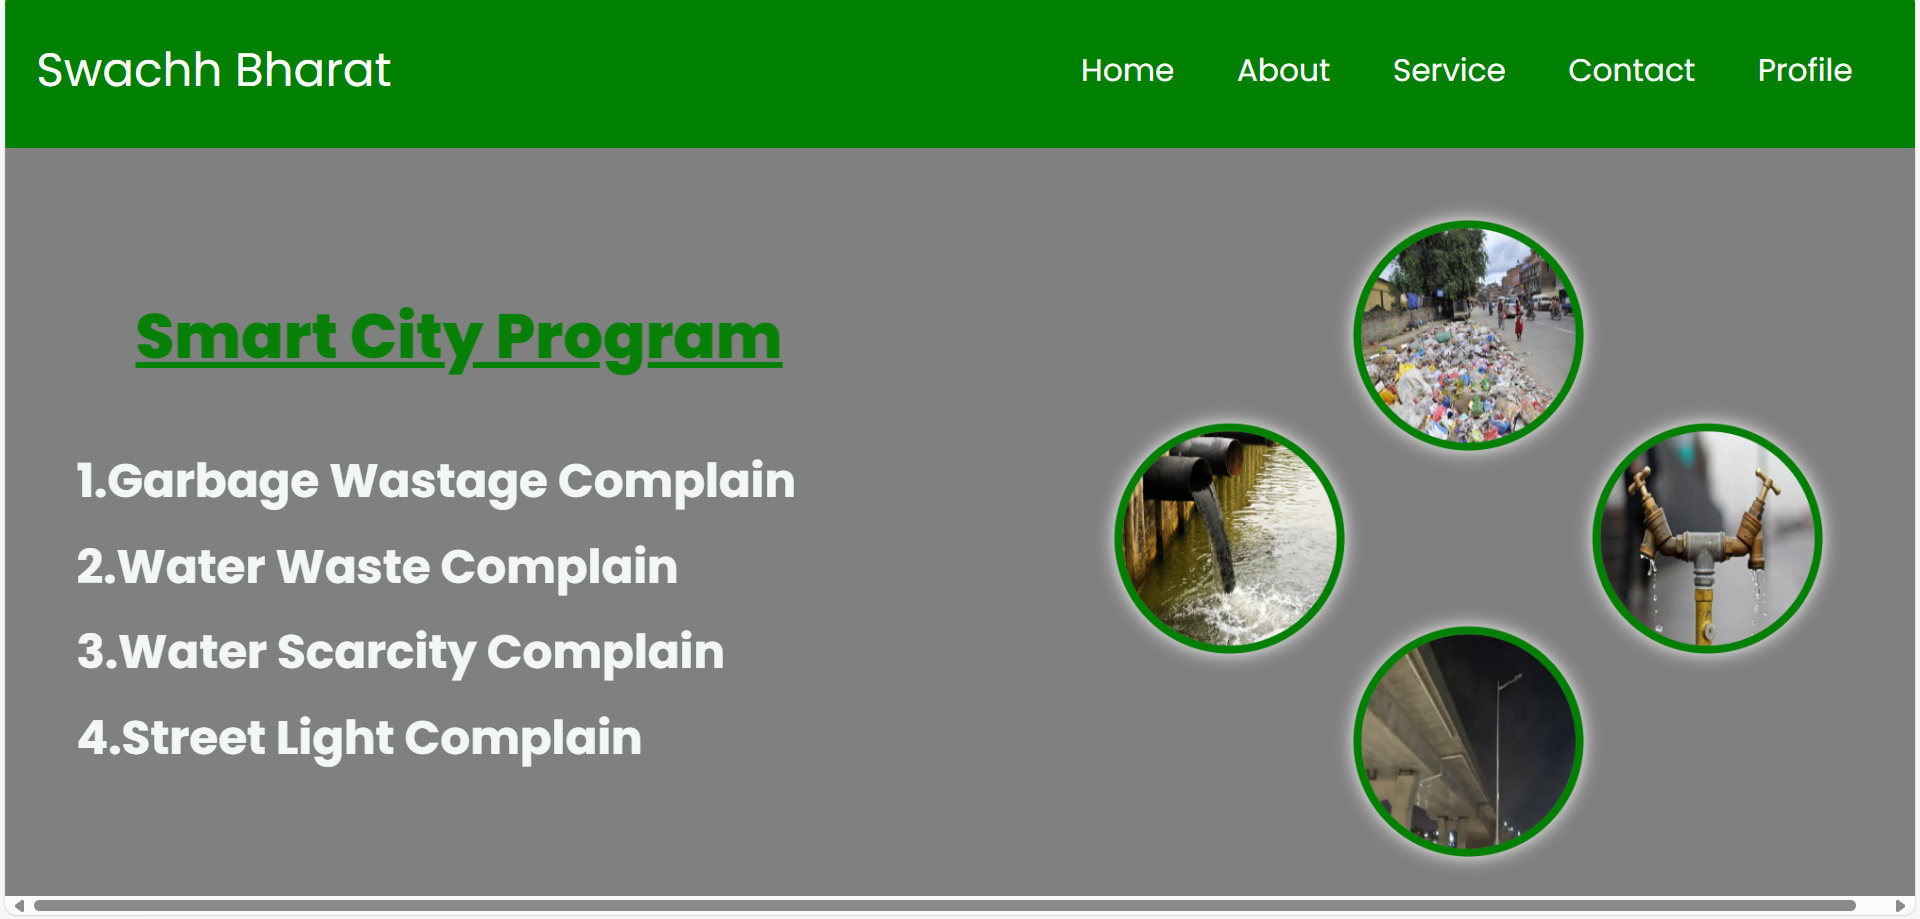 Swachh Bharat
Home About Service Contact Profile
Smart City Program
1.Garbage Wastage Complain
2.Water Waste Complain
3.Water Scarcity Complain
4.Street Light Complain